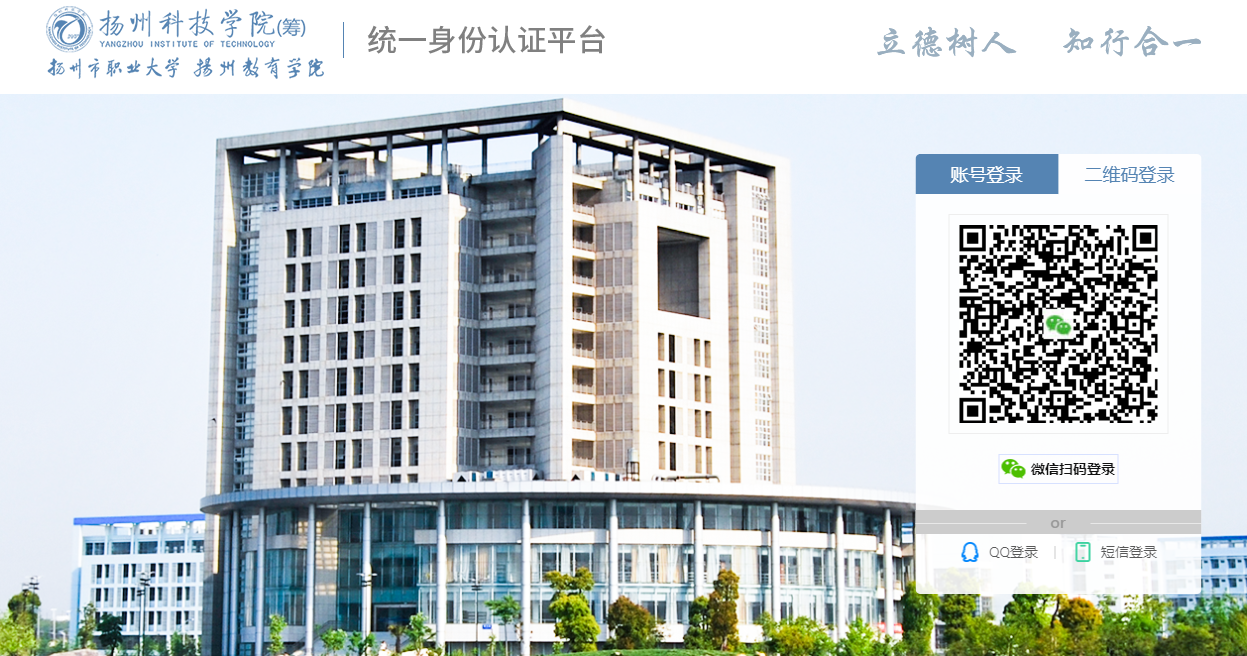 扬州科技学院(筹)
YANGZHOU INSTITUTE OF TECHNOLOGY
扬州市职业大学 扬州教育学院
统一身份认证平台
立德树人 知行合一
账号登录 二维码登录
微信扫码登录
or
QQ登录 | 短信登录